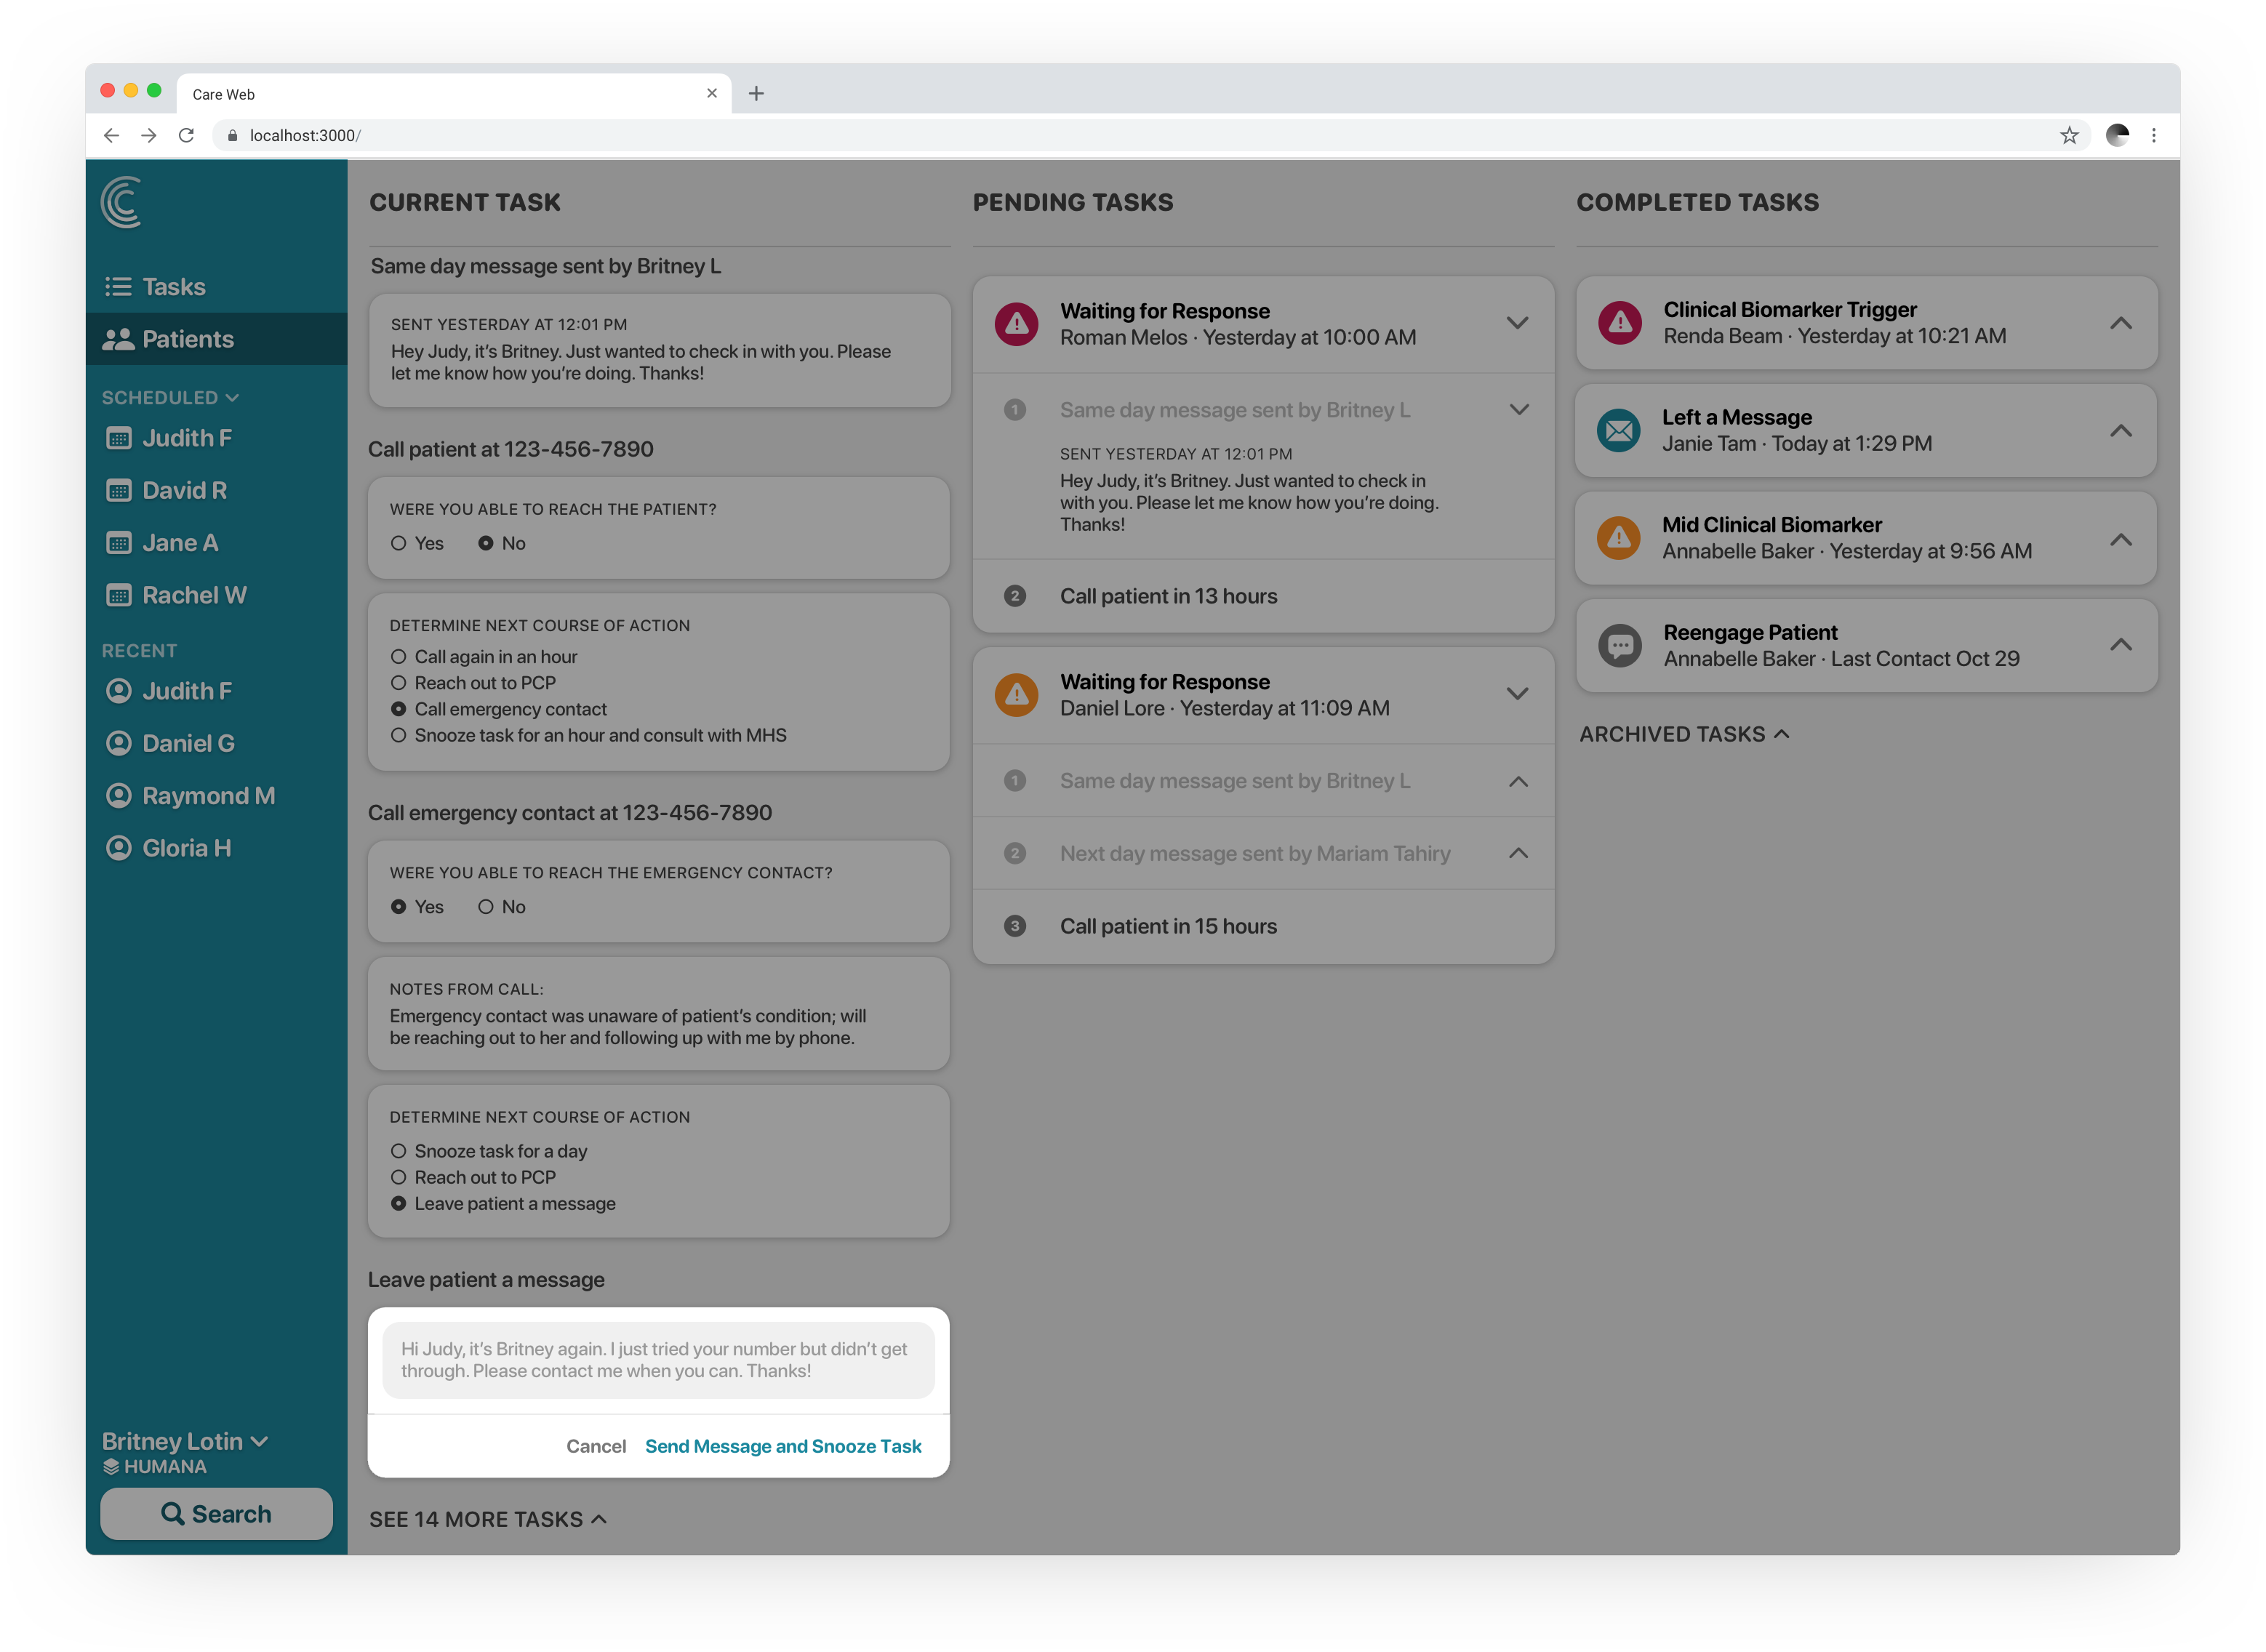 Care Web
localhost:3000/
Tasks
Patients
SCHEDULED
Judith F
David R
Jane A
Rachel W
RECENT
Judith F
Daniel G
Raymond M
Gloria H
Britney Lotin
HUMANA
Search
CURRENT TASK
Same day message sent by Britney L
SENT YESTERDAY AT 12:01 PM
Hey Judy, it’s Britney. Just wanted to check in with you. Please
let me know how you’re doing. Thanks!
Call patient at 123-456-7890
WERE YOU ABLE TO REACH THE PATIENT?
Yes No
DETERMINE NEXT COURSE OF ACTION
Call again in an hour
Reach out to PCP
Call emergency contact
Snooze task for an hour and consult with MHS
Call emergency contact at 123-456-7890
WERE YOU ABLE TO REACH THE EMERGENCY CONTACT?
Yes No
NOTES FROM CALL:
Emergency contact was unaware of patient’s condition; will
be reaching out to her and following up with me by phone.
DETERMINE NEXT COURSE OF ACTION
Snooze task for a day
Reach out to PCP
Leave patient a message
Leave patient a message
Hi Judy, it’s Britney again. I just tried your number but didn’t get
through. Please contact me when you can. Thanks!
Cancel Send Message and Snooze Task
SEE 14 MORE TASKS
PENDING TASKS
Waiting for Response
Roman Melos · Yesterday at 10:00 AM
1 Same day message sent by Britney L
SENT YESTERDAY AT 12:01 PM
Hey Judy, it’s Britney. Just wanted to check in
with you. Please let me know how you’re doing.
Thanks!
2 Call patient in 13 hours
Waiting for Response
Daniel Lore · Yesterday at 11:09 AM
1 Same day message sent by Britney L
2 Next day message sent by Mariam Tahiry
3 Call patient in 15 hours
COMPLETED TASKS
Clinical Biomarker Trigger
Renda Beam · Yesterday at 10:21 AM
Left a Message
Janie Tam · Today at 1:29 PM
Mid Clinical Biomarker
Annabelle Baker · Yesterday at 9:56 AM
Reengage Patient
Annabelle Baker · Last Contact Oct 29
ARCHIVED TASKS